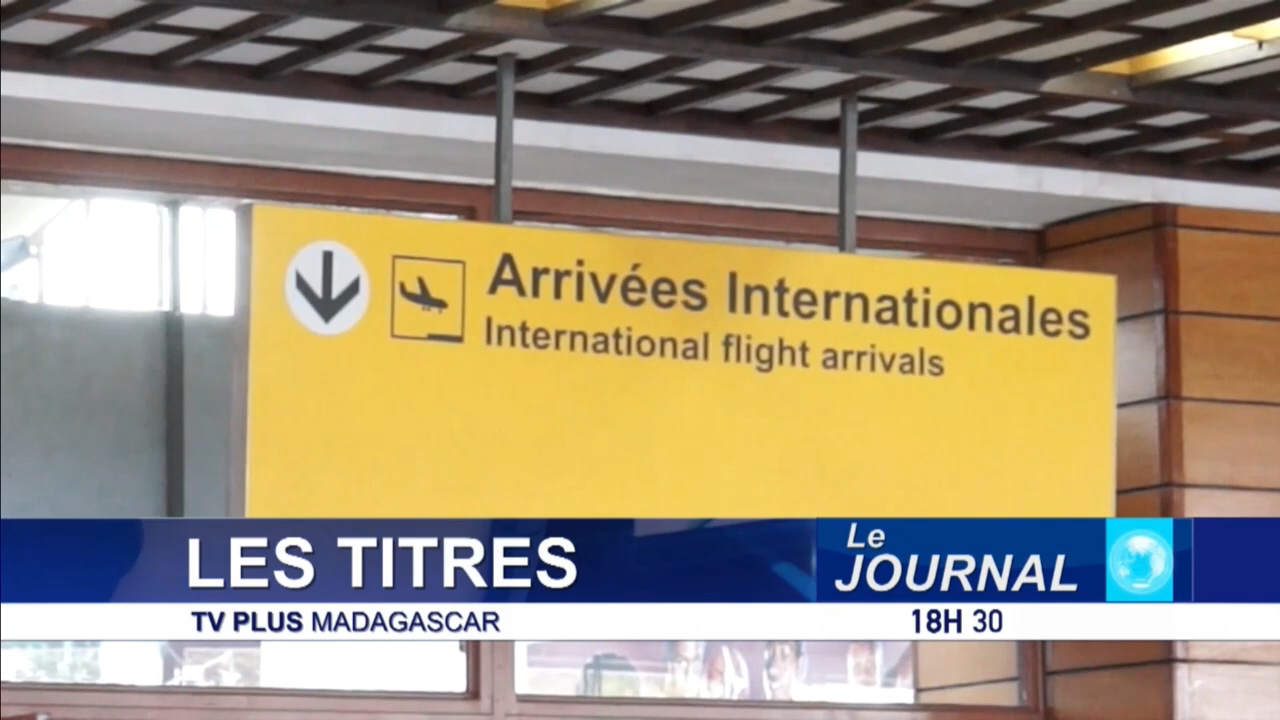 Arrivées Internationales
International flight arrivals
LES TITRES
Le
JOURNAL
TV PLUS MADAGASCAR
18H 30